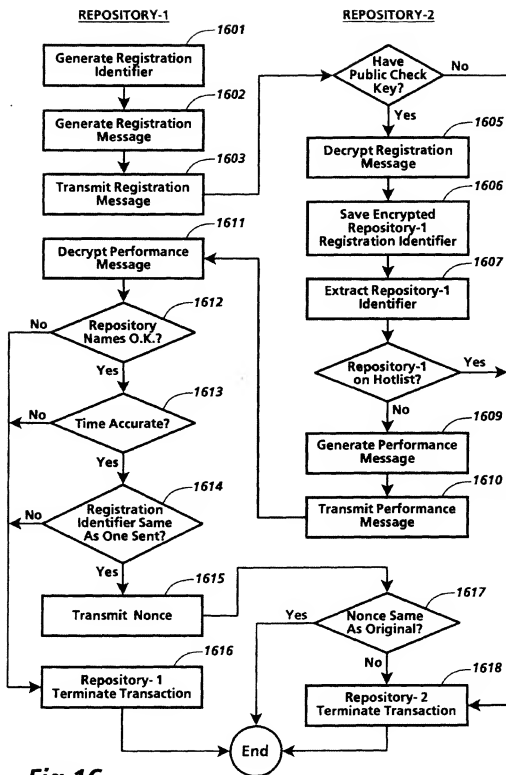 REPOSITORY-1
1601
Generate Registration
Identifier
1602
Generate Registration
Message
1603
Transmit Registration
Message
1611
Decrypt Performance
Message
1612
Repository
Names O.K.?
No
Yes
1613
Time Accurate?
No
Yes
1614
Registration
Identifier Same
As One Sent?
No
Yes
1615
Transmit Nonce
1616
Repository- 1
Terminate Transaction
REPOSITORY-2
Have
Public Check
Key?
No
Yes
1605
Decrypt Registration
Message
1606
Save Encrypted
Repository-1
Registration Identifier
1607
Extract Repository-1
Identifier
Repository-1
on Hotlist?
Yes
No
1609
Generate Performance
Message
1610
Transmit Performance
Message
1617
Nonce Same
As Original?
Yes
No
1618
Repository- 2
Terminate Transaction
End
Fig.16